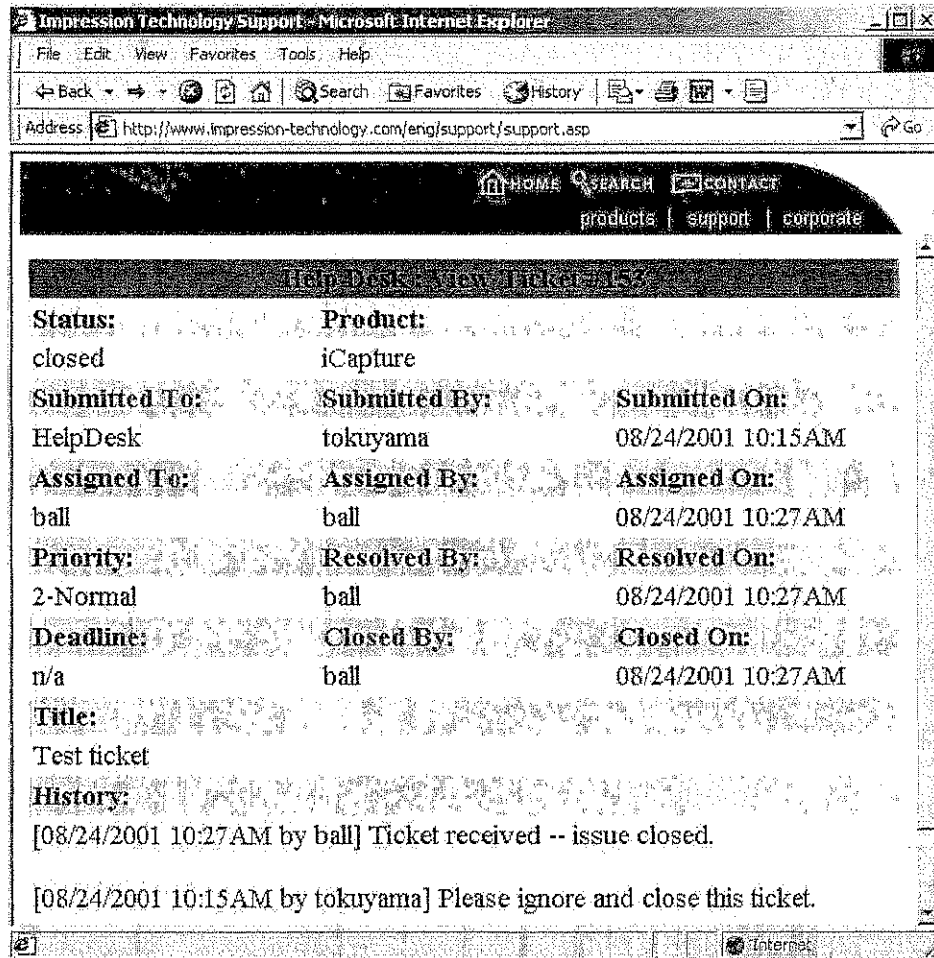 Impression Technology Support - Microsoft Internet Explorer
File Edit View Favorites Tools Help
Back Search Favorites History
Address http://www.impression-technology.com/enig/support/support.asp Go
HOME SEARCH CONTACT
products | support | corporate
Help Desk : View Ticket #153
Status: Product:
closed iCapture
Submitted To: Submitted By: Submitted On:
HelpDesk tokuyama 08/24/2001 10:15AM
Assigned To: Assigned By: Assigned On:
ball ball 08/24/2001 10:27AM
Priority: Resolved By: Resolved On:
2-Normal ball 08/24/2001 10:27AM
Deadline: Closed By: Closed On:
n/a ball 08/24/2001 10:27AM
Title:
Test ticket
History:
[08/24/2001 10:27AM by ball] Ticket received -- issue closed.
[08/24/2001 10:15AM by tokuyama] Please ignore and close this ticket.
Internet